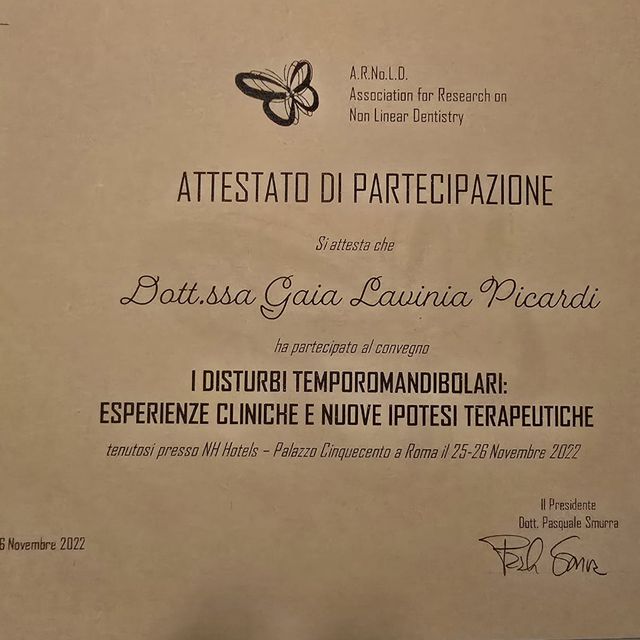 A.R.No.L.D.
Association for Research on
Non Linear Dentistry
ATTESTATO DI PARTECIPAZIONE
Si attesta che
Dott.ssa Gaia Lavinia Picardi
ha partecipato al convegno
I DISTURBI TEMPOROMANDIBOLARI:
ESPERIENZE CLINICHE E NUOVE IPOTESI TERAPEUTICHE
tenutosi presso NH Hotels – Palazzo Cinquecento a Roma il 25-26 Novembre 2022
Il Presidente
Dott. Pasquale Smurra
6 Novembre 2022